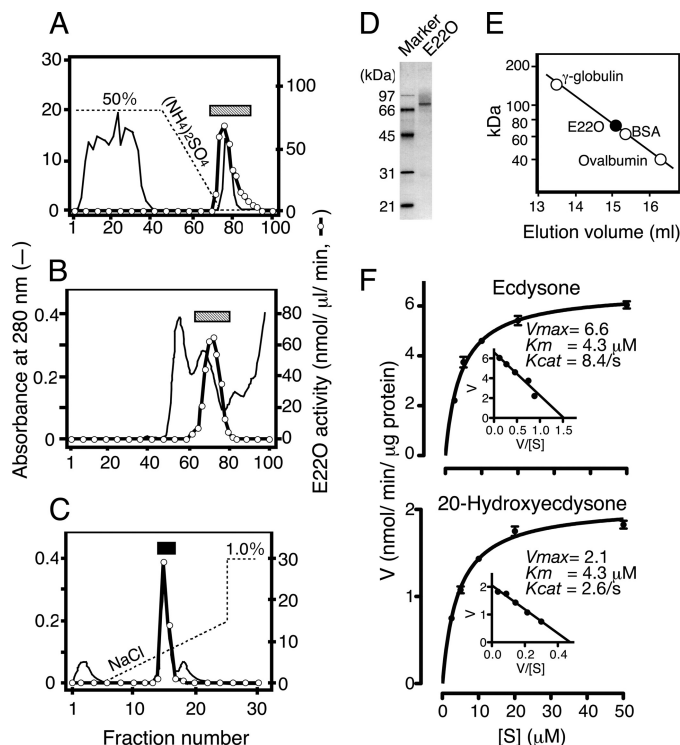 A
30
20
10
0
50%
(NH4)2SO4
100
50
0
1 20 40 60 80 100
B
0.4
0.2
0
80
60
40
20
0
1 20 40 60 80 100
C
0.4
0.2
0
NaCl
1.0%
30
20
10
0
1 10 20 30
Fraction number
Absorbance at 280 nm (—)
E22O activity (nmol/ μl/ min, )
D
Marker
E22O
(kDa)
97
66
45
31
21
E
200
100
80
60
40
kDa
γ-globulin
E22O
BSA
Ovalbumin
13 14 15 16
Elution volume (ml)
F
Ecdysone
6
4
2
0
Vmax= 6.6
Km = 4.3 μM
Kcat = 8.4/s
6
4
2
0
V
0 0.5 1.0 1.5
V/[S]
20-Hydroxyecdysone
2
1
0
Vmax= 2.1
Km = 4.3 μM
Kcat = 2.6/s
2
1
0
V
0 0.2 0.4
V/[S]
0 10 20 30 40 50
[S] (μM)
V (nmol/ min/ μg protein)